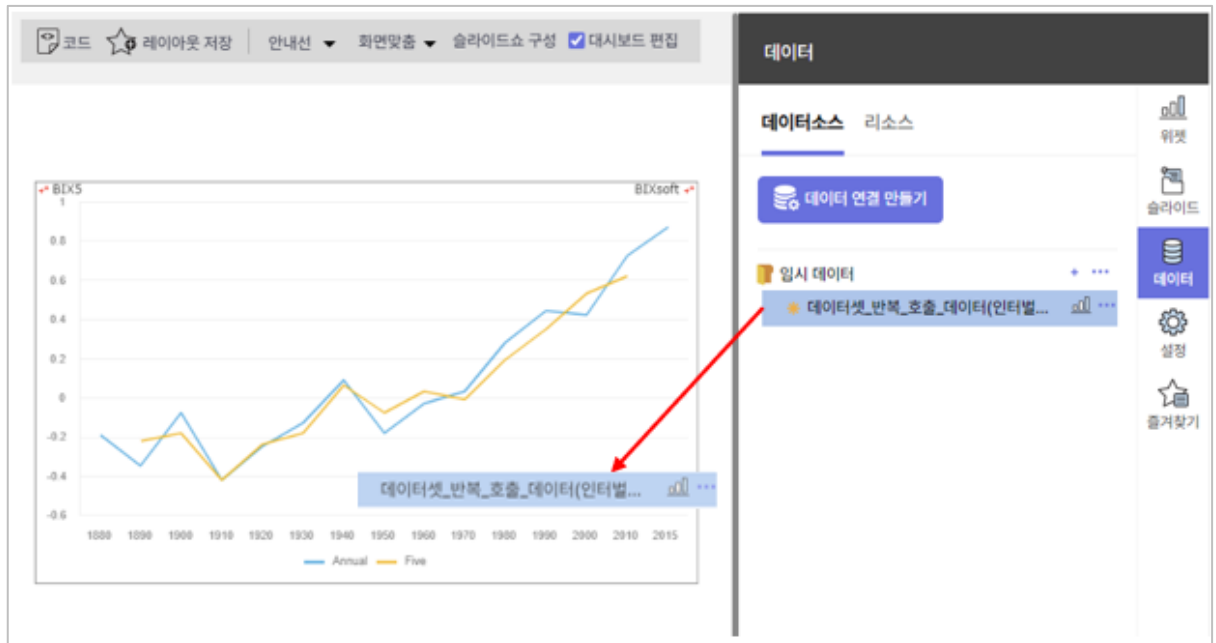 코드 레이아웃 저장 안내선 화면맞춤 슬라이드쇼 구성 대시보드 편집
데이터
데이터소스 리소스
데이터 연결 만들기
임시 데이터 + ...
데이터셋_반복_호출_데이터(인터벌... ...
위젯
슬라이드
데이터
설정
즐겨찾기
BIX5 BIXsoft
1
0.8
0.6
0.4
0.2
0
-0.2
-0.4
-0.6
데이터셋_반복_호출_데이터(인터벌... ...
1880 1890 1900 1910 1920 1930 1940 1950 1960 1970 1980 1990 2000 2010 2015
Annual Five